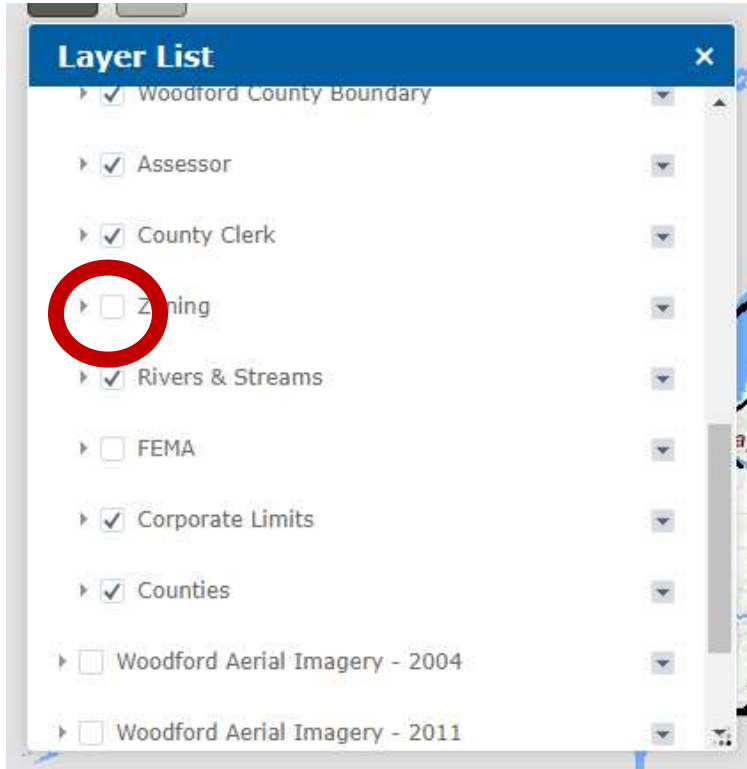 Layer List
Woodford County Boundary
Assessor
County Clerk
Zoning
Rivers & Streams
FEMA
Corporate Limits
Counties
Woodford Aerial Imagery - 2004
Woodford Aerial Imagery - 2011